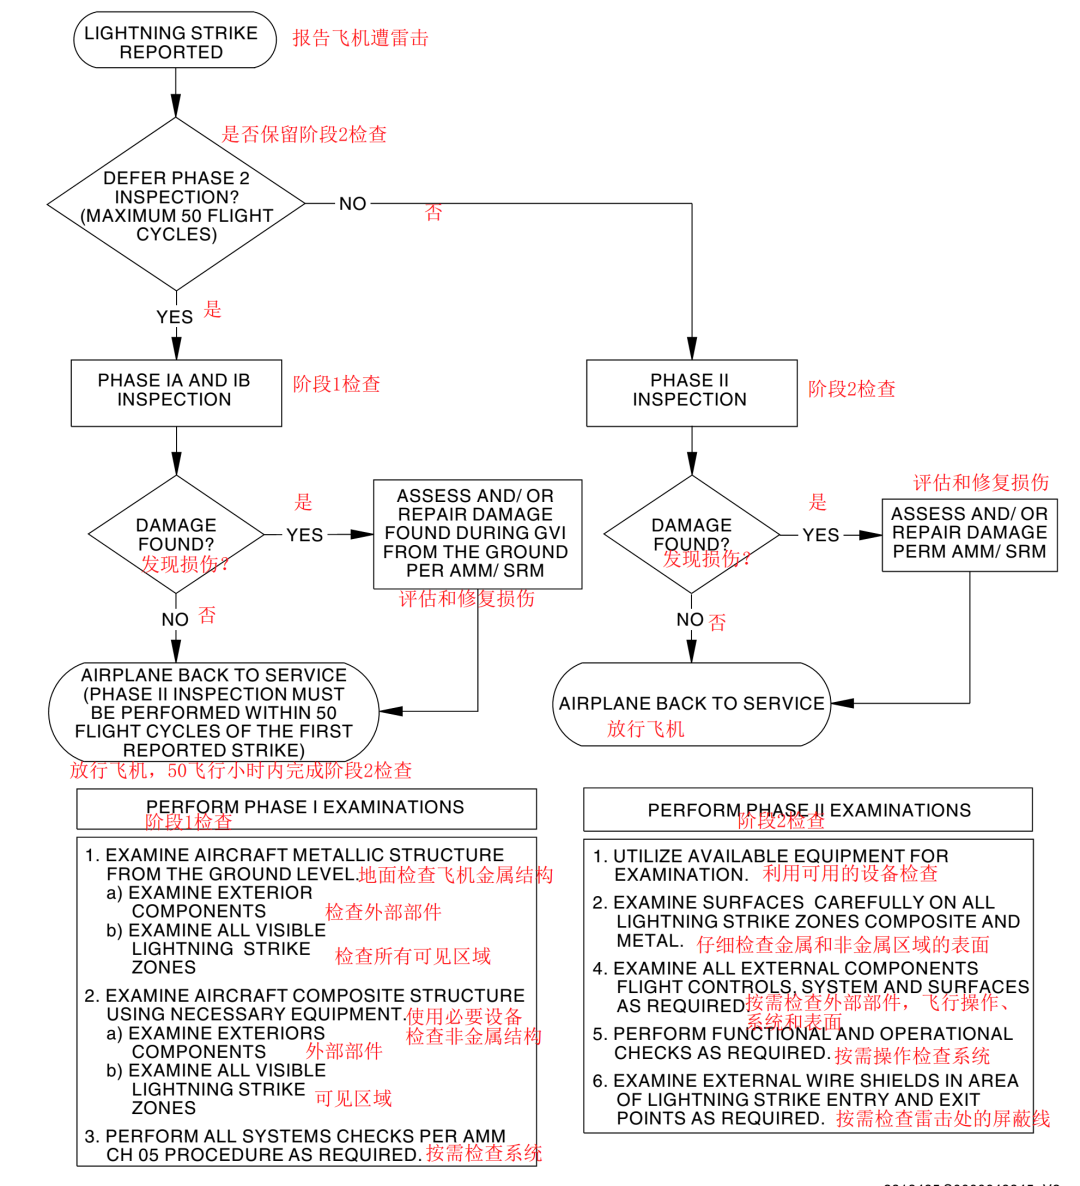 LIGHTNING STRIKE
REPORTED
报告飞机遭雷击
是否保留阶段2检查
DEFER PHASE 2
INSPECTION?
(MAXIMUM 50 FLIGHT
CYCLES)
NO
否
YES
是
PHASE IA AND IB
INSPECTION
阶段1检查
PHASE II
INSPECTION
阶段2检查
DAMAGE
FOUND?
发现损伤?
是
YES
ASSESS AND/ OR
REPAIR DAMAGE
FOUND DURING GVI
FROM THE GROUND
PER AMM/ SRM
评估和修复损伤
DAMAGE
FOUND?
发现损伤?
是
YES
评估和修复损伤
ASSESS AND/ OR
REPAIR DAMAGE
PERM AMM/ SRM
NO
否
NO
否
AIRPLANE BACK TO SERVICE
(PHASE II INSPECTION MUST
BE PERFORMED WITHIN 50
FLIGHT CYCLES OF THE FIRST
REPORTED STRIKE)
放行飞机，50飞行小时内完成阶段2检查
AIRPLANE BACK TO SERVICE
放行飞机
PERFORM PHASE I EXAMINATIONS
阶段1检查
1. EXAMINE AIRCRAFT METALLIC STRUCTURE
FROM THE GROUND LEVEL.地面检查飞机金属结构
a) EXAMINE EXTERIOR
COMPONENTS 检查外部部件
b) EXAMINE ALL VISIBLE
LIGHTNING STRIKE
ZONES 检查所有可见区域
2. EXAMINE AIRCRAFT COMPOSITE STRUCTURE
USING NECESSARY EQUIPMENT.使用必要设备
检查非金属结构
a) EXAMINE EXTERIORS
COMPONENTS 外部部件
b) EXAMINE ALL VISIBLE
LIGHTNING STRIKE 可见区域
ZONES
3. PERFORM ALL SYSTEMS CHECKS PER AMM
CH 05 PROCEDURE AS REQUIRED.按需检查系统
PERFORM PHASE II EXAMINATIONS
阶段2检查
1. UTILIZE AVAILABLE EQUIPMENT FOR
EXAMINATION. 利用可用的设备检查
2. EXAMINE SURFACES CAREFULLY ON ALL
LIGHTNING STRIKE ZONES COMPOSITE AND
METAL. 仔细检查金属和非金属区域的表面
4. EXAMINE ALL EXTERNAL COMPONENTS
FLIGHT CONTROLS, SYSTEM AND SURFACES
AS REQUIRED.按需检查外部部件，飞行操作、
系统和表面
5. PERFORM FUNCTIONAL AND OPERATIONAL
CHECKS AS REQUIRED. 按需操作检查系统
6. EXAMINE EXTERNAL WIRE SHIELDS IN AREA
OF LIGHTNING STRIKE ENTRY AND EXIT
POINTS AS REQUIRED. 按需检查雷击处的屏蔽线